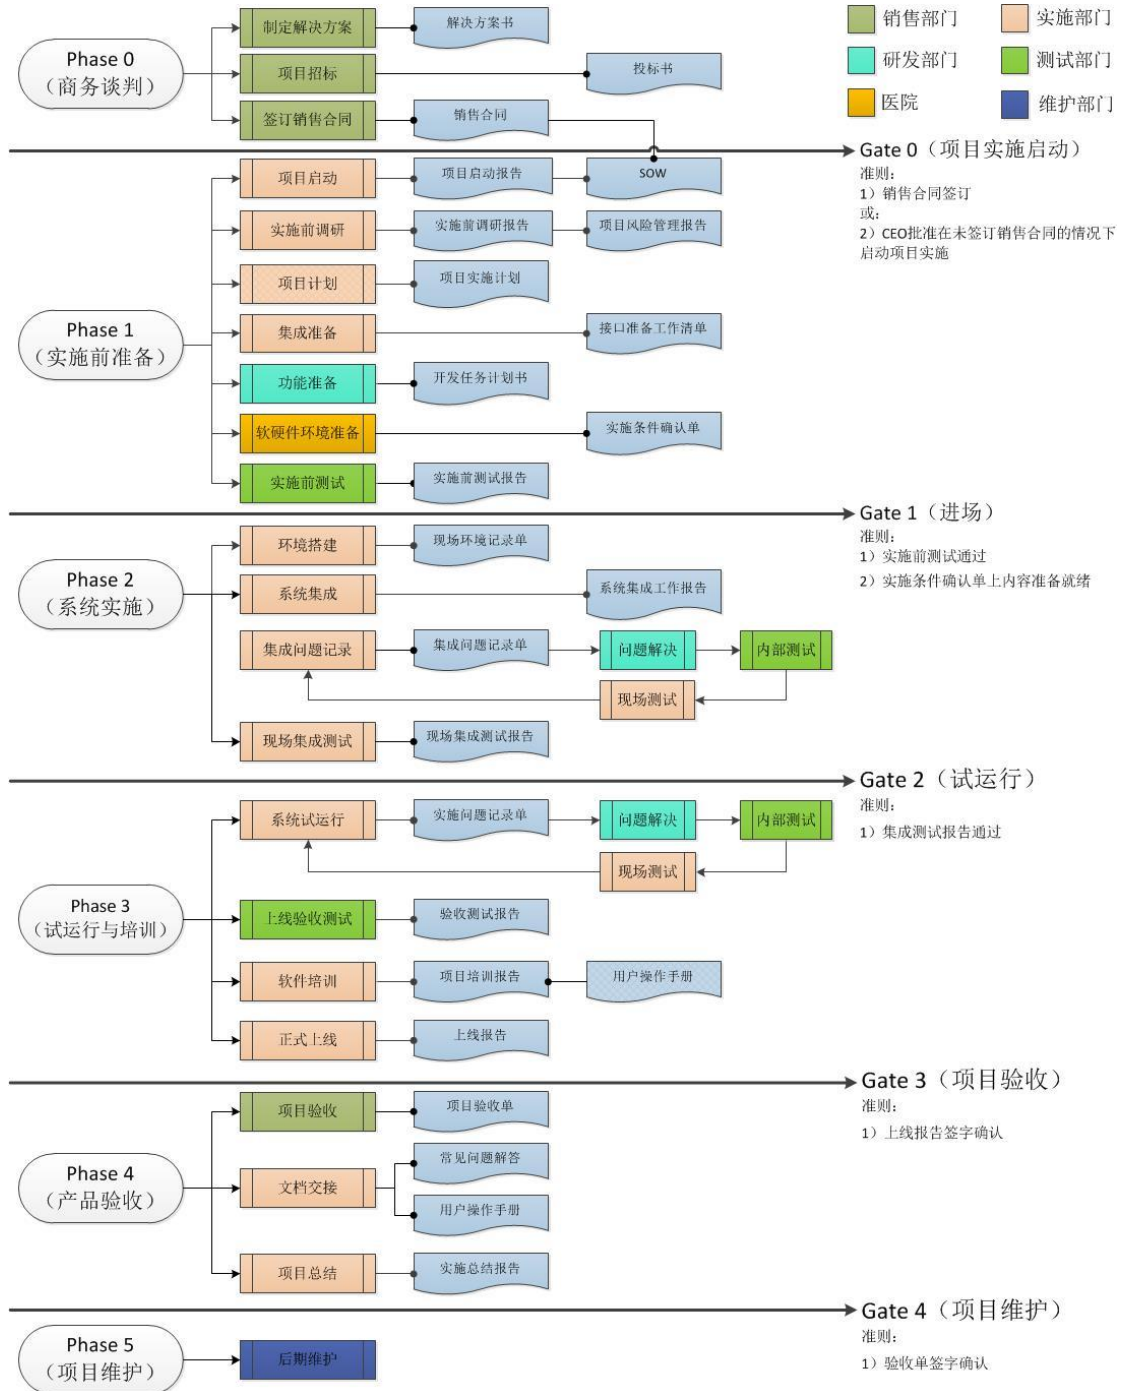 销售部门
实施部门
研发部门
测试部门
医院
维护部门
Phase 0
（商务谈判）
制定解决方案
解决方案书
项目招标
投标书
签订销售合同
销售合同
Gate 0（项目实施启动）
准则：
1）销售合同签订
或：
2）CEO批准在未签订销售合同的情况下
启动项目实施
Phase 1
（实施前准备）
项目启动
项目启动报告
SOW
实施前调研
实施前调研报告
项目风险管理报告
项目计划
项目实施计划
集成准备
接口准备工作清单
功能准备
开发任务计划书
软硬件环境准备
实施条件确认单
实施前测试
实施前测试报告
Gate 1（进场）
准则：
1）实施前测试通过
2）实施条件确认单上内容准备就绪
Phase 2
（系统实施）
环境搭建
现场环境记录单
系统集成
系统集成工作报告
集成问题记录
集成问题记录单
问题解决
内部测试
现场测试
现场集成测试
现场集成测试报告
Gate 2（试运行）
准则：
1）集成测试报告通过
Phase 3
（试运行与培训）
系统试运行
实施问题记录单
问题解决
内部测试
现场测试
上线验收测试
验收测试报告
软件培训
项目培训报告
用户操作手册
正式上线
上线报告
Gate 3（项目验收）
准则：
1）上线报告签字确认
Phase 4
（产品验收）
项目验收
项目验收单
文档交接
常见问题解答
用户操作手册
项目总结
实施总结报告
Gate 4（项目维护）
准则：
1）验收单签字确认
Phase 5
（项目维护）
后期维护